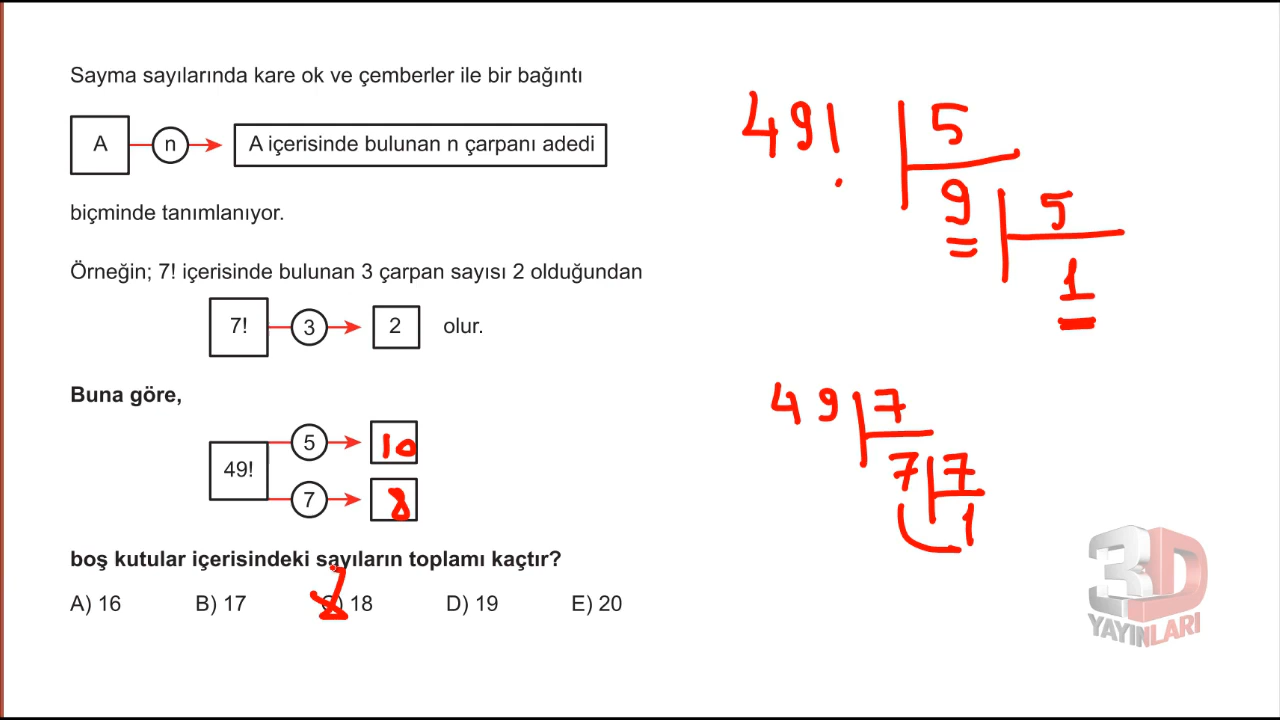 Sayma sayılarında kare ok ve çemberler ile bir bağıntı
A n A içerisinde bulunan n çarpanı adedi
biçminde tanımlanıyor.
Örneğin; 7! içerisinde bulunan 3 çarpan sayısı 2 olduğundan
7! 3 2 olur.
Buna göre,
5 10
49!
7 8
boş kutular içerisindeki sayıların toplamı kaçtır?
A) 16 B) 17 C) 18 D) 19 E) 20
49! 5
9 5
1
49 7
7 7
1
3D
YAYINLARI